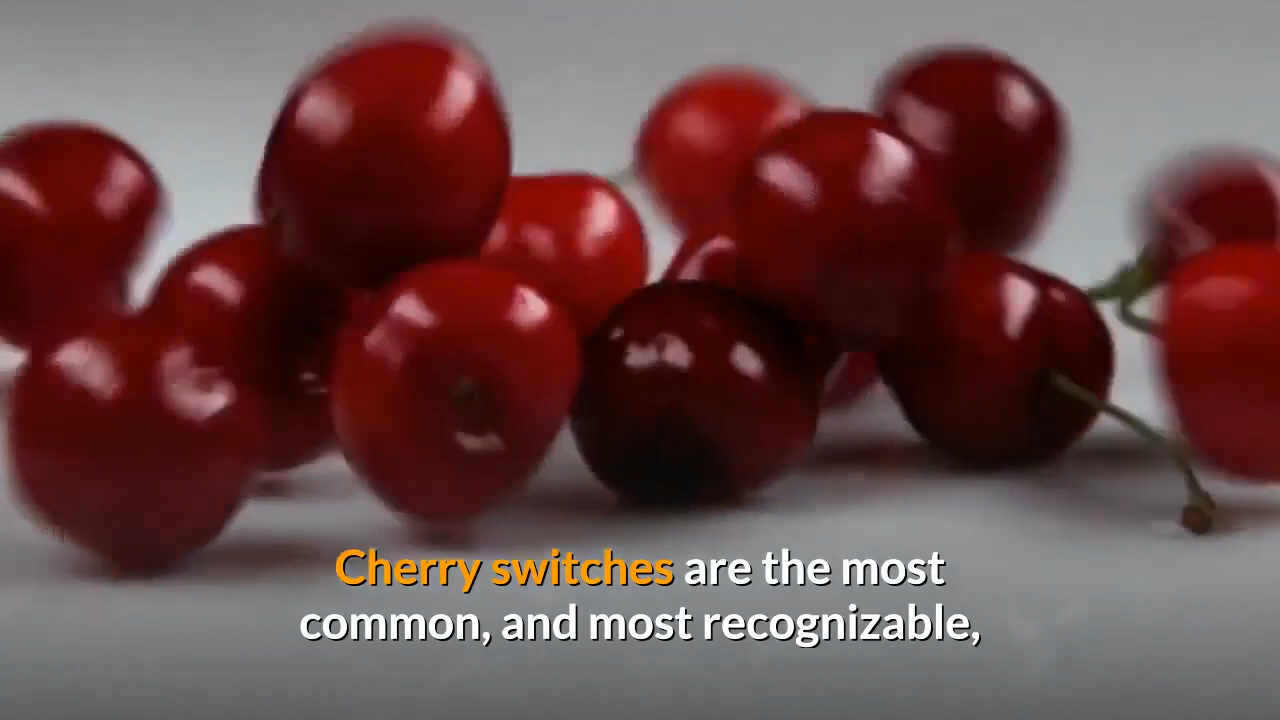 Cherry switches are the most
common, and most recognizable,